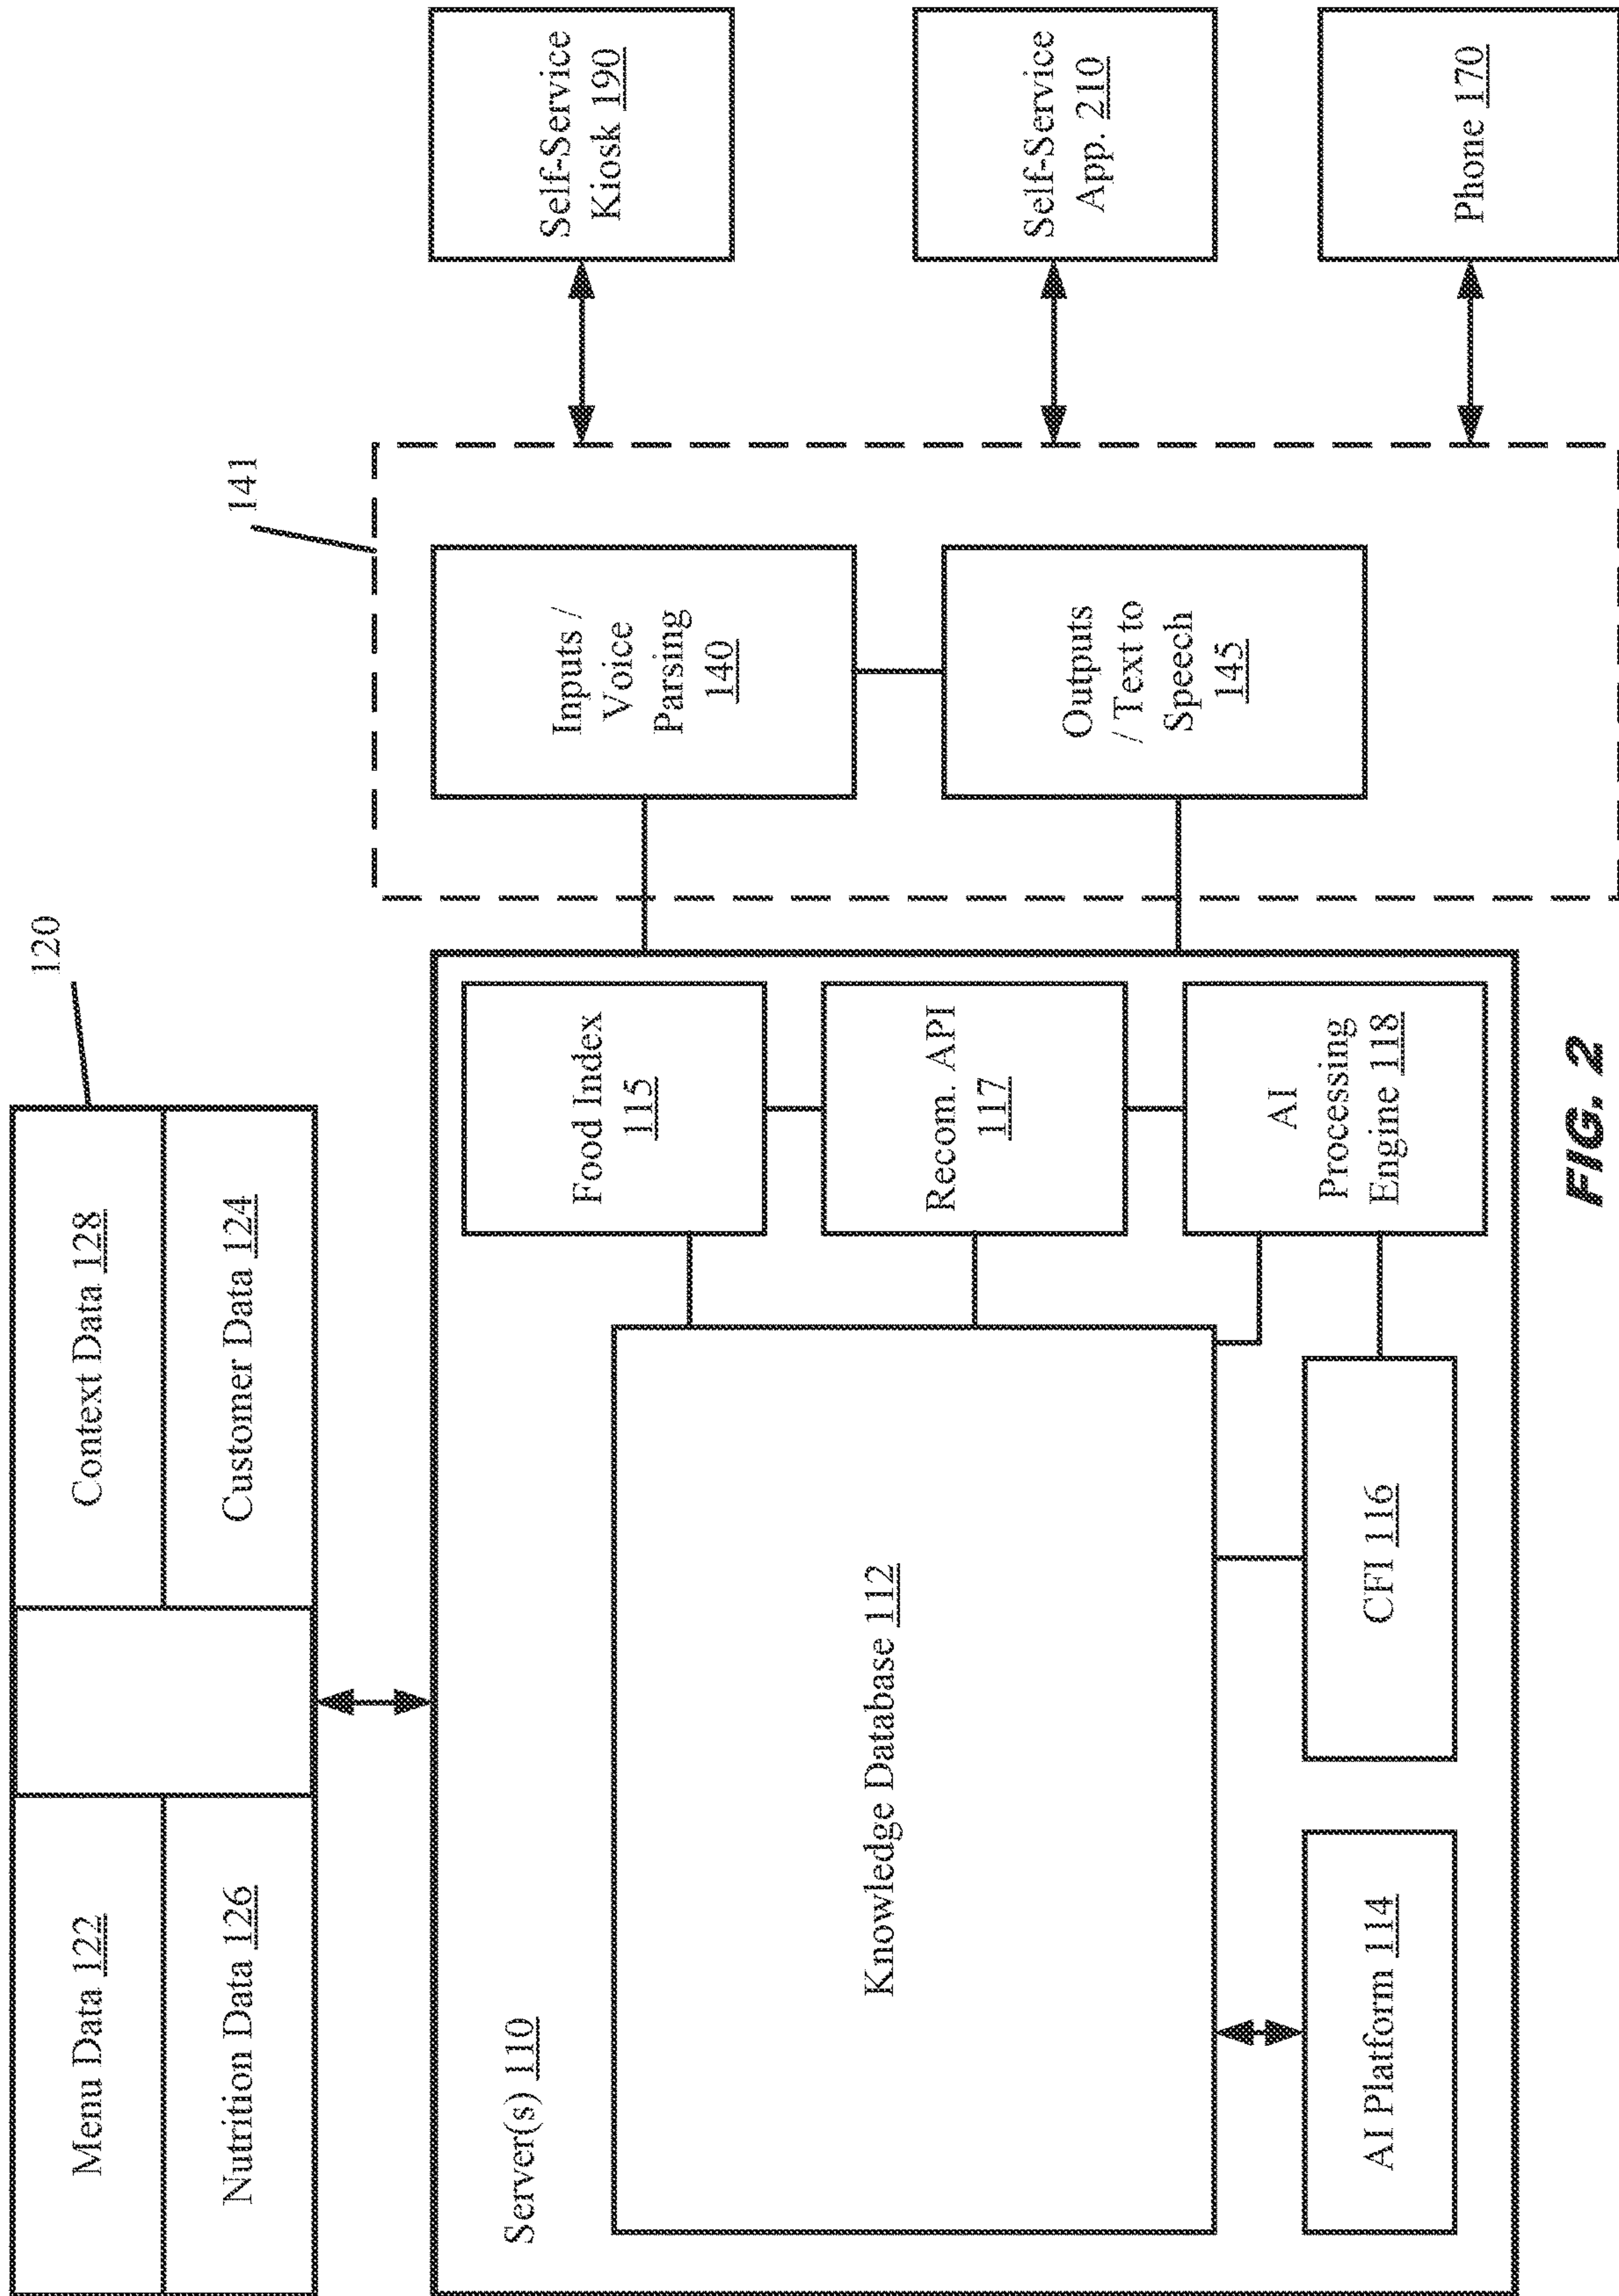 120
Menu Data 122
Context Data 128
Nutrition Data 126
Customer Data 124
141
Server(s) 110
Food Index
115
Knowledge Database 112
Recom. API
117
AI
Processing
Engine 118
AI Platform 114
CFI 116
Inputs /
Voice
Parsing
140
Outputs
/ Text to
Speech
145
Self-Service
Kiosk 190
Self-Service
App. 210
Phone 170
FIG. 2